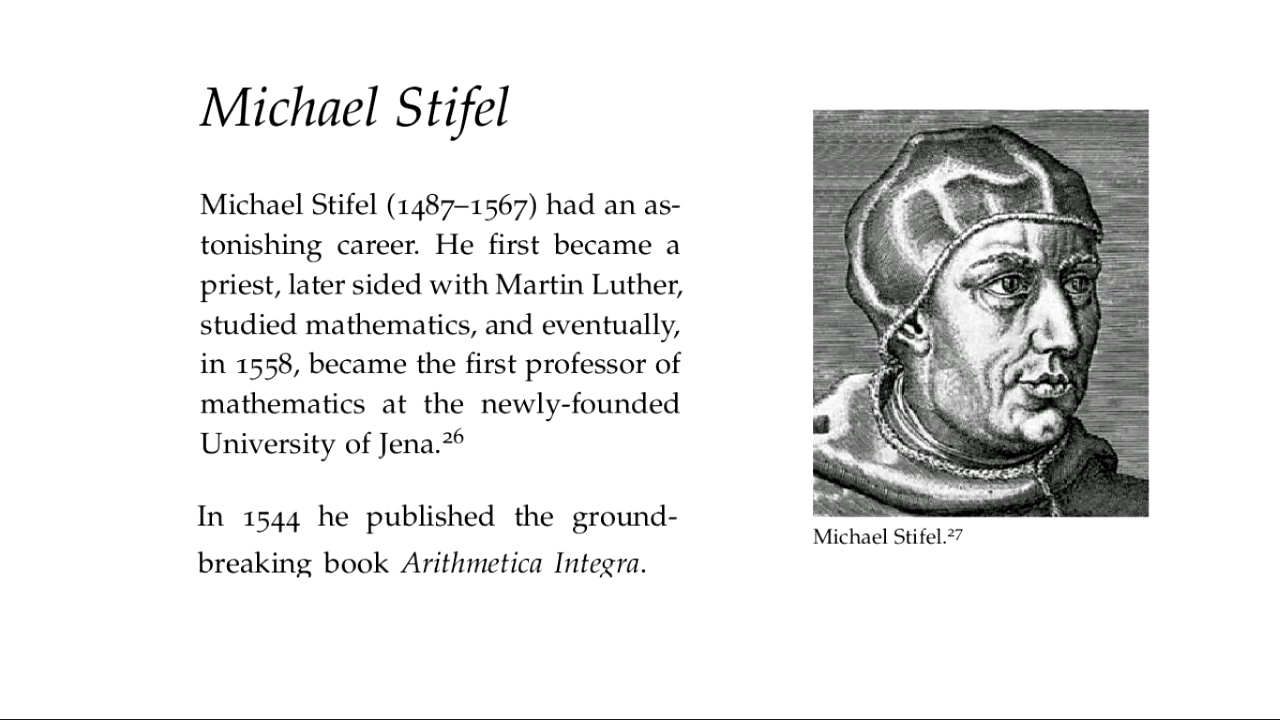 Michael Stifel
Michael Stifel (1487–1567) had an as-
tonishing career. He first became a
priest, later sided with Martin Luther,
studied mathematics, and eventually,
in 1558, became the first professor of
mathematics at the newly-founded
University of Jena.²⁶
In 1544 he published the ground-
breaking book Arithmetica Integra.
Michael Stifel.²⁷